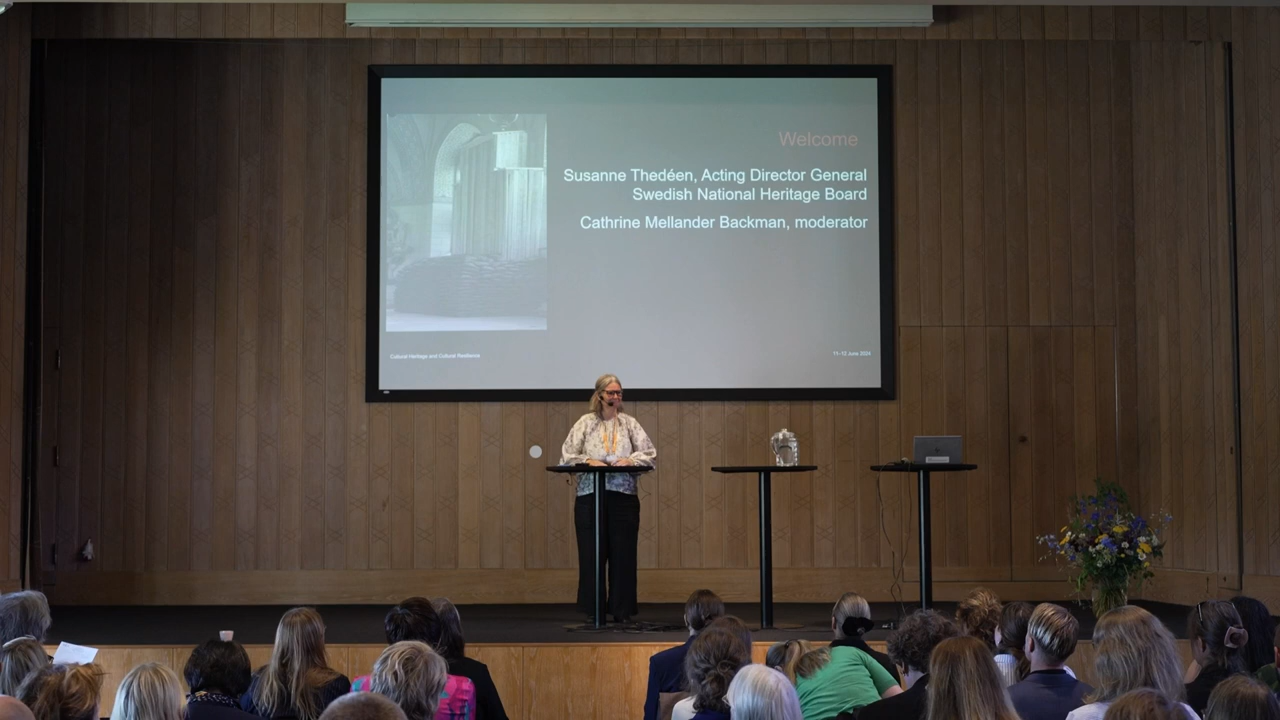 Welcome
Susanne Thedéen, Acting Director General
Swedish National Heritage Board
Cathrine Mellander Backman, moderator
Cultural Heritage and Cultural Resilience
11-12 June 2024